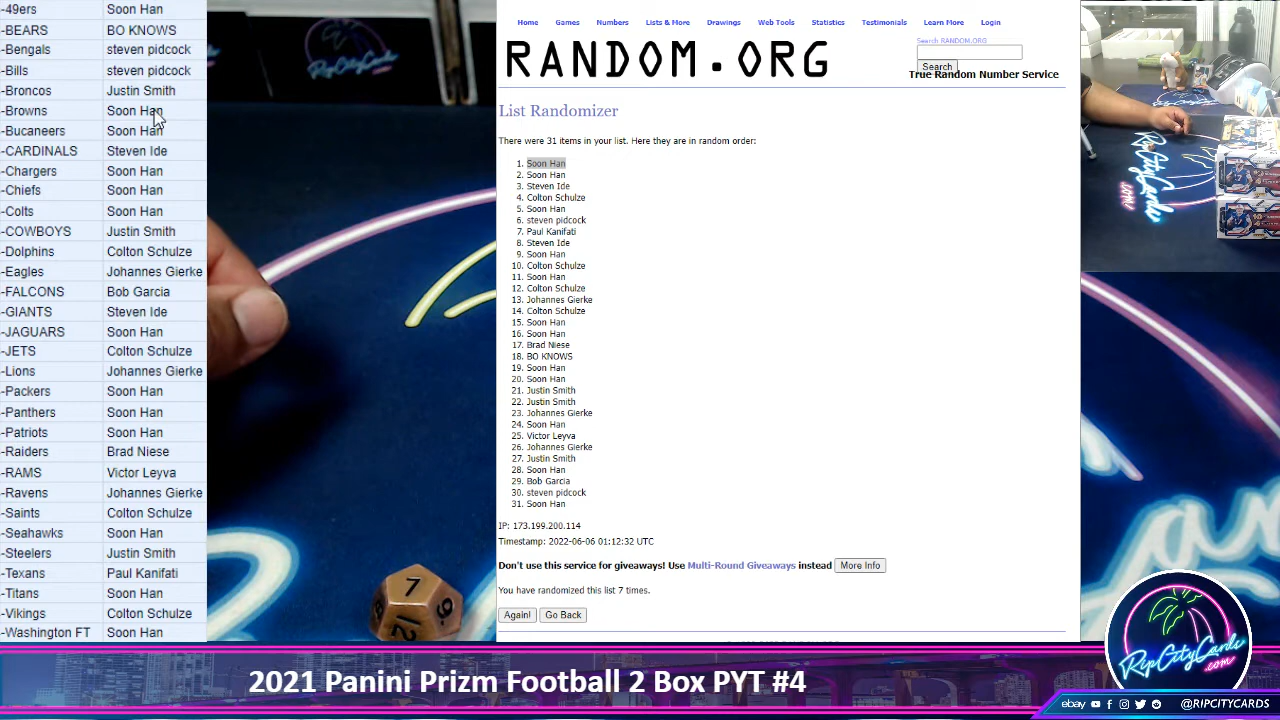 -49ers Soon Han
-BEARS BO KNOWS
-Bengals steven pidcock
-Bills steven pidcock
-Broncos Justin Smith
-Browns Soon Han
-Bucaneers Soon Han
-CARDINALS Steven Ide
-Chargers Soon Han
-Chiefs Soon Han
-Colts Soon Han
-COWBOYS Justin Smith
-Dolphins Colton Schulze
-Eagles Johannes Gierke
-FALCONS Bob Garcia
-GIANTS Steven Ide
-JAGUARS Soon Han
-JETS Colton Schulze
-Lions Johannes Gierke
-Packers Soon Han
-Panthers Soon Han
-Patriots Soon Han
-Raiders Brad Niese
-RAMS Victor Leyva
-Ravens Johannes Gierke
-Saints Colton Schulze
-Seahawks Soon Han
-Steelers Justin Smith
-Texans Paul Kanifati
-Titans Soon Han
-Vikings Colton Schulze
-Washington FT Soon Han
7
9
12
Home Games Numbers Lists & More Drawings Web Tools Statistics Testimonials Learn More Login
RANDOM.ORG
Search RANDOM.ORG
Search
True Random Number Service
List Randomizer
There were 31 items in your list. Here they are in random order:
1. Soon Han
2. Soon Han
3. Steven Ide
4. Colton Schulze
5. Soon Han
6. steven pidcock
7. Paul Kanifati
8. Steven Ide
9. Soon Han
10. Colton Schulze
11. Soon Han
12. Colton Schulze
13. Johannes Gierke
14. Colton Schulze
15. Soon Han
16. Soon Han
17. Brad Niese
18. BO KNOWS
19. Soon Han
20. Soon Han
21. Justin Smith
22. Justin Smith
23. Johannes Gierke
24. Soon Han
25. Victor Leyva
26. Johannes Gierke
27. Justin Smith
28. Soon Han
29. Bob Garcia
30. steven pidcock
31. Soon Han
IP: 173.199.200.114
Timestamp: 2022-06-06 01:12:32 UTC
Don't use this service for giveaways! Use Multi-Round Giveaways instead More Info
You have randomized this list 7 times.
Again! Go Back
RipCityCards
.com
2021 Panini Prizm Football 2 Box PYT #4
RipCityCards
.com
ebay @RIPCITYCARDS